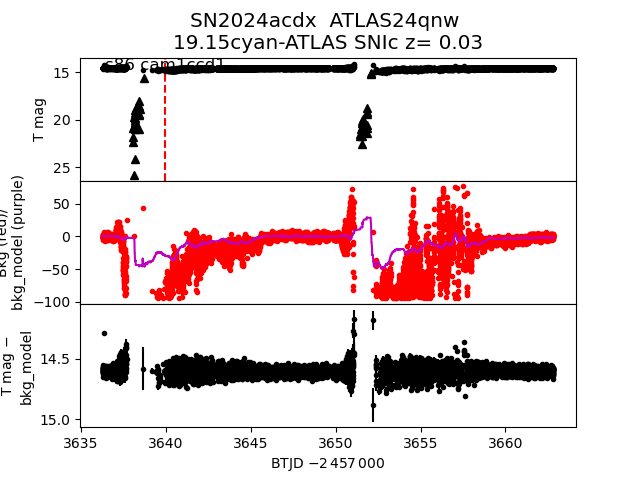 SN2024acdx ATLAS24qnw
19.15cyan-ATLAS SNIc z= 0.03
s86 cam1ccd1
T mag
15
20
25
Bkg (red)/
bkg_model (purple)
50
0
−50
−100
T mag −
bkg_model
14.5
15.0
3635
3640
3645
3650
3655
3660
BTJD −2 457 000